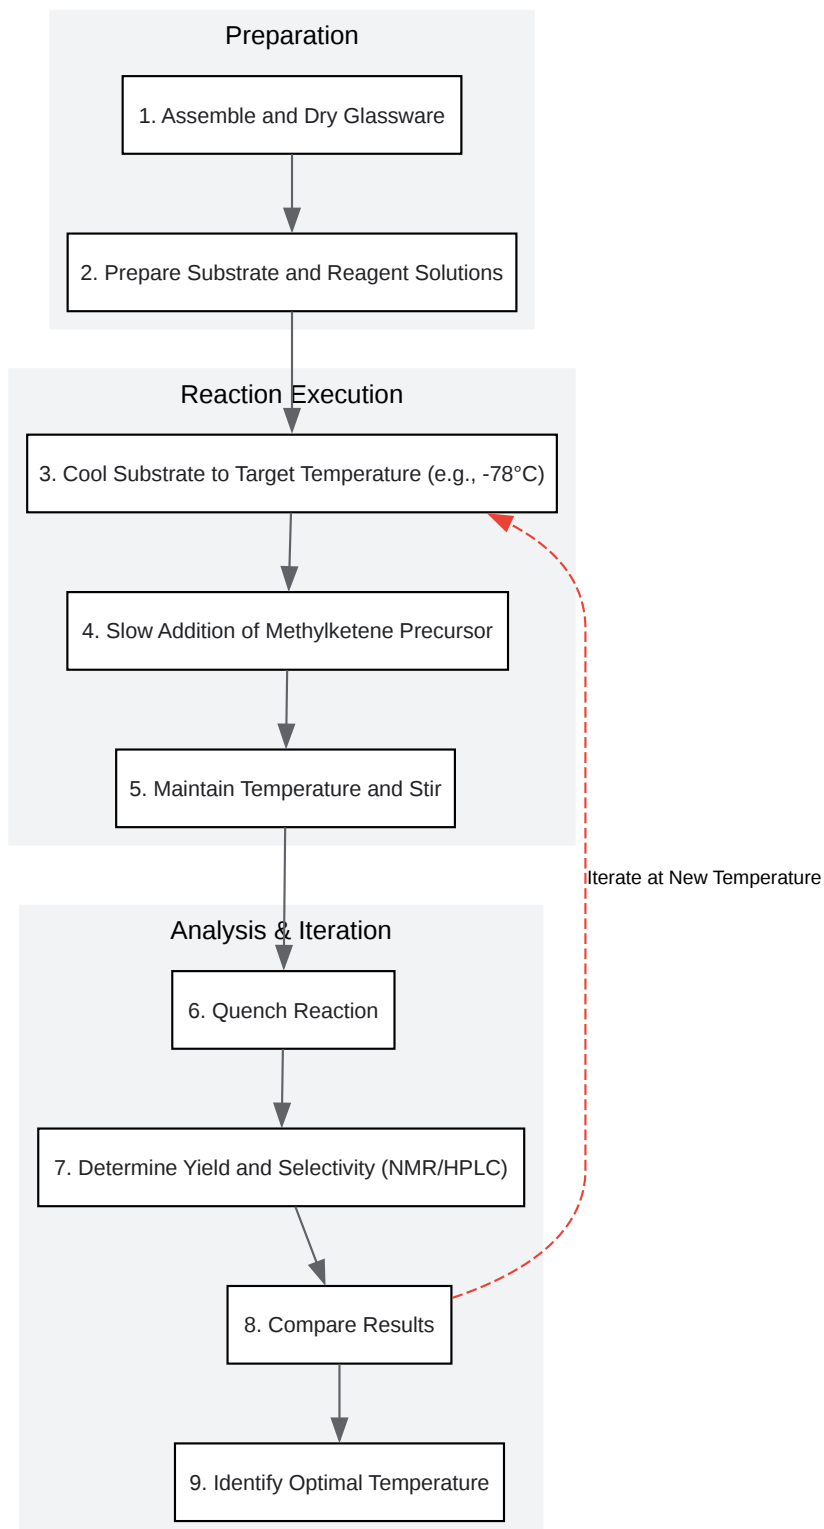 Preparation
1. Assemble and Dry Glassware
2. Prepare Substrate and Reagent Solutions
Reaction Execution
3. Cool Substrate to Target Temperature (e.g., -78°C)
4. Slow Addition of Methylketene Precursor
5. Maintain Temperature and Stir
Iterate at New Temperature
Analysis & Iteration
6. Quench Reaction
7. Determine Yield and Selectivity (NMR/HPLC)
8. Compare Results
9. Identify Optimal Temperature